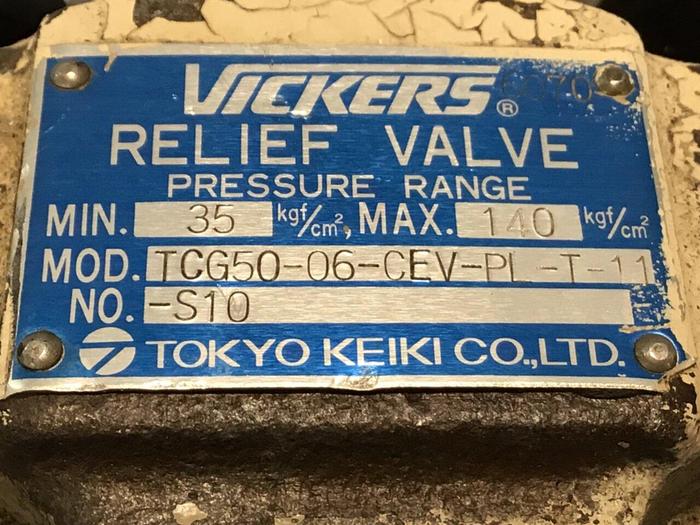 VICKERS®
RELIEF VALVE
PRESSURE RANGE
MIN. 35 kgf/cm², MAX. 140 kgf/cm²
MOD. TCG50-06-CEV-PL-T-11
NO. -S10
TOKYO KEIKI CO.,LTD.